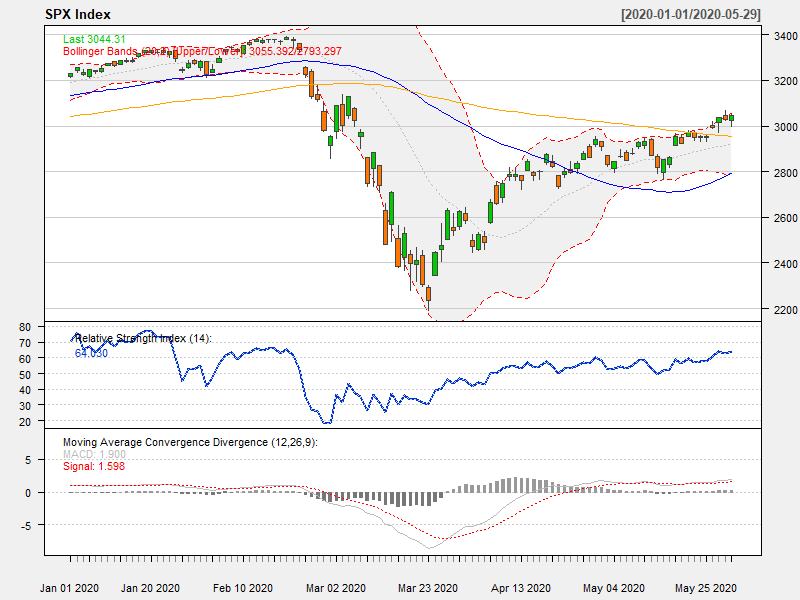 SPX Index [2020-01-01/2020-05-29]
Last 3044.31
Bollinger Bands (20,2) [Upper/Lower]: 3055.392/2793.297
3400
3200
3000
2800
2600
2400
2200
Relative Strength Index (14):
64.030
80
70
60
50
40
30
20
Moving Average Convergence Divergence (12,26,9):
MACD: 1.900
Signal: 1.598
5
0
-5
Jan 01 2020 Jan 20 2020 Feb 10 2020 Mar 02 2020 Mar 23 2020 Apr 13 2020 May 04 2020 May 25 2020